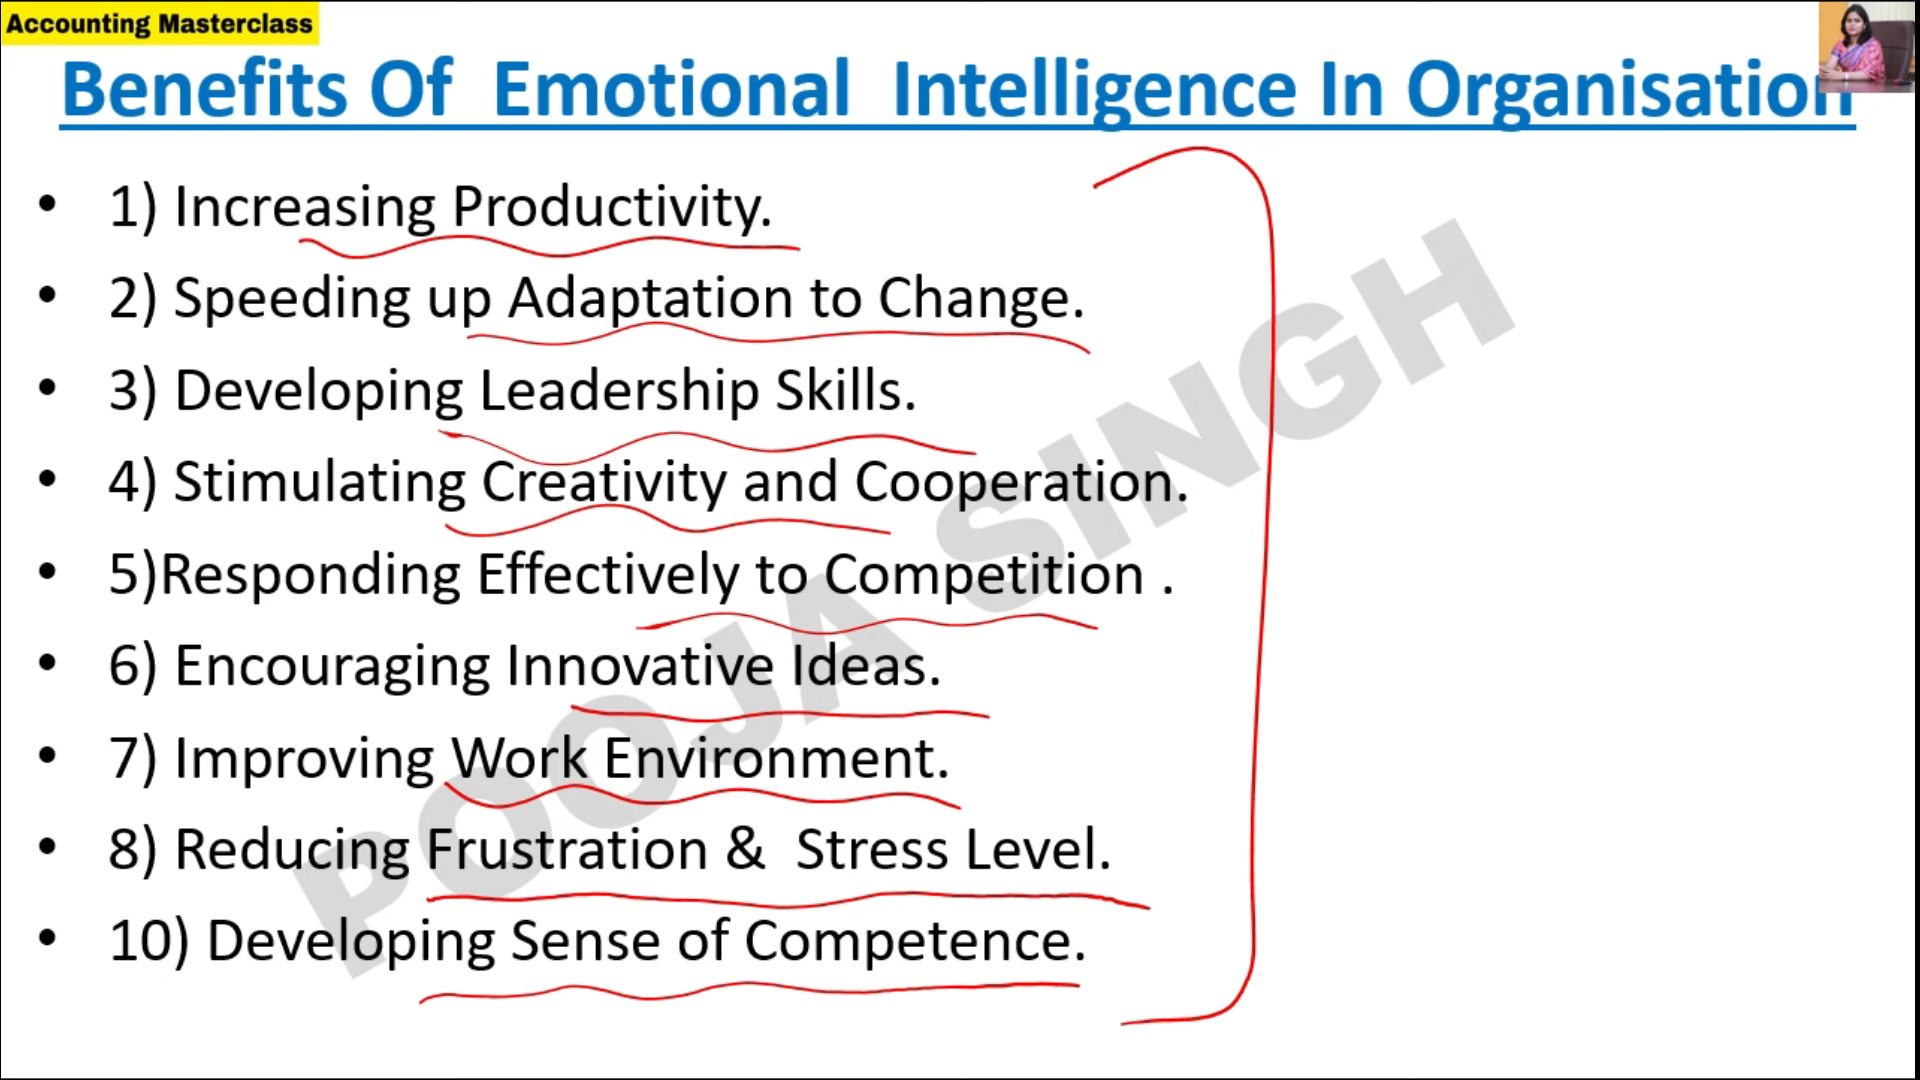 Accounting Masterclass
Benefits Of Emotional Intelligence In Organisation
• 1) Increasing Productivity.
• 2) Speeding up Adaptation to Change.
• 3) Developing Leadership Skills.
• 4) Stimulating Creativity and Cooperation.
• 5)Responding Effectively to Competition .
• 6) Encouraging Innovative Ideas.
• 7) Improving Work Environment.
• 8) Reducing Frustration & Stress Level.
• 10) Developing Sense of Competence.
POOJA SINGH